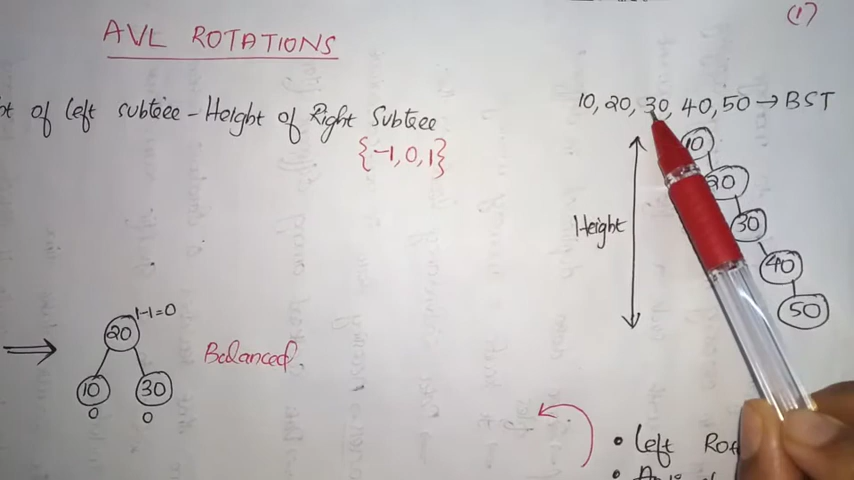 (1)
AVL ROTATIONS
of Left subtree - Height of Right Subtree
{-1, 0, 1}
10, 20, 30, 40, 50 → BST
10
20
30
40
50
Height
1-1=0
20
10
30
0
0
Balanced.
• Left